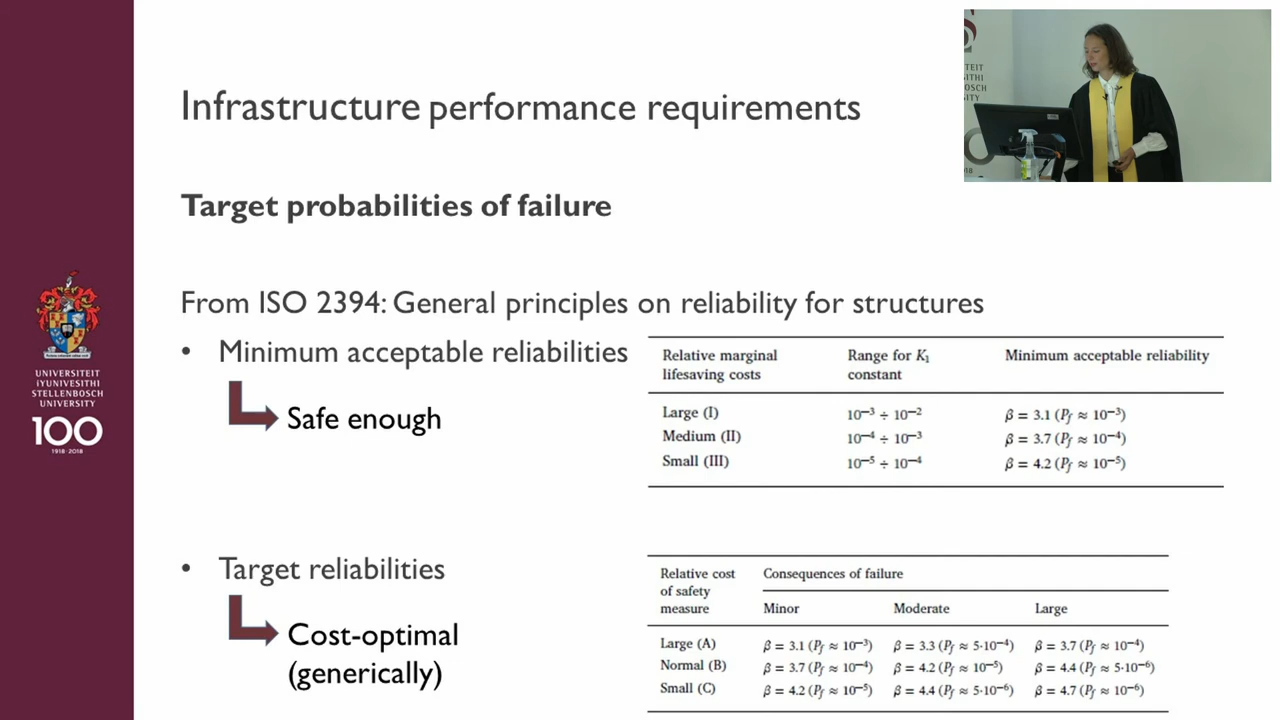 Infrastructure performance requirements
Target probabilities of failure
From ISO 2394: General principles on reliability for structures
• Minimum acceptable reliabilities
Safe enough
Relative marginal lifesaving costs Range for K₁ constant Minimum acceptable reliability
Large (I) 10⁻³ ÷ 10⁻² β = 3.1 (Pf ≈ 10⁻³)
Medium (II) 10⁻⁴ ÷ 10⁻³ β = 3.7 (Pf ≈ 10⁻⁴)
Small (III) 10⁻⁵ ÷ 10⁻⁴ β = 4.2 (Pf ≈ 10⁻⁵)
• Target reliabilities
Cost-optimal
(generically)
Relative cost of safety measure Consequences of failure
Minor Moderate Large
Large (A) β = 3.1 (Pf ≈ 10⁻³) β = 3.3 (Pf ≈ 5·10⁻⁴) β = 3.7 (Pf ≈ 10⁻⁴)
Normal (B) β = 3.7 (Pf ≈ 10⁻⁴) β = 4.2 (Pf ≈ 10⁻⁵) β = 4.4 (Pf ≈ 5·10⁻⁶)
Small (C) β = 4.2 (Pf ≈ 10⁻⁵) β = 4.4 (Pf ≈ 5·10⁻⁶) β = 4.7 (Pf ≈ 10⁻⁶)
UNIVERSITEIT
iYUNIVESITHI
STELLENBOSCH
UNIVERSITY
100
1918·2018
TEIT
ITHI
OSCH
ITY